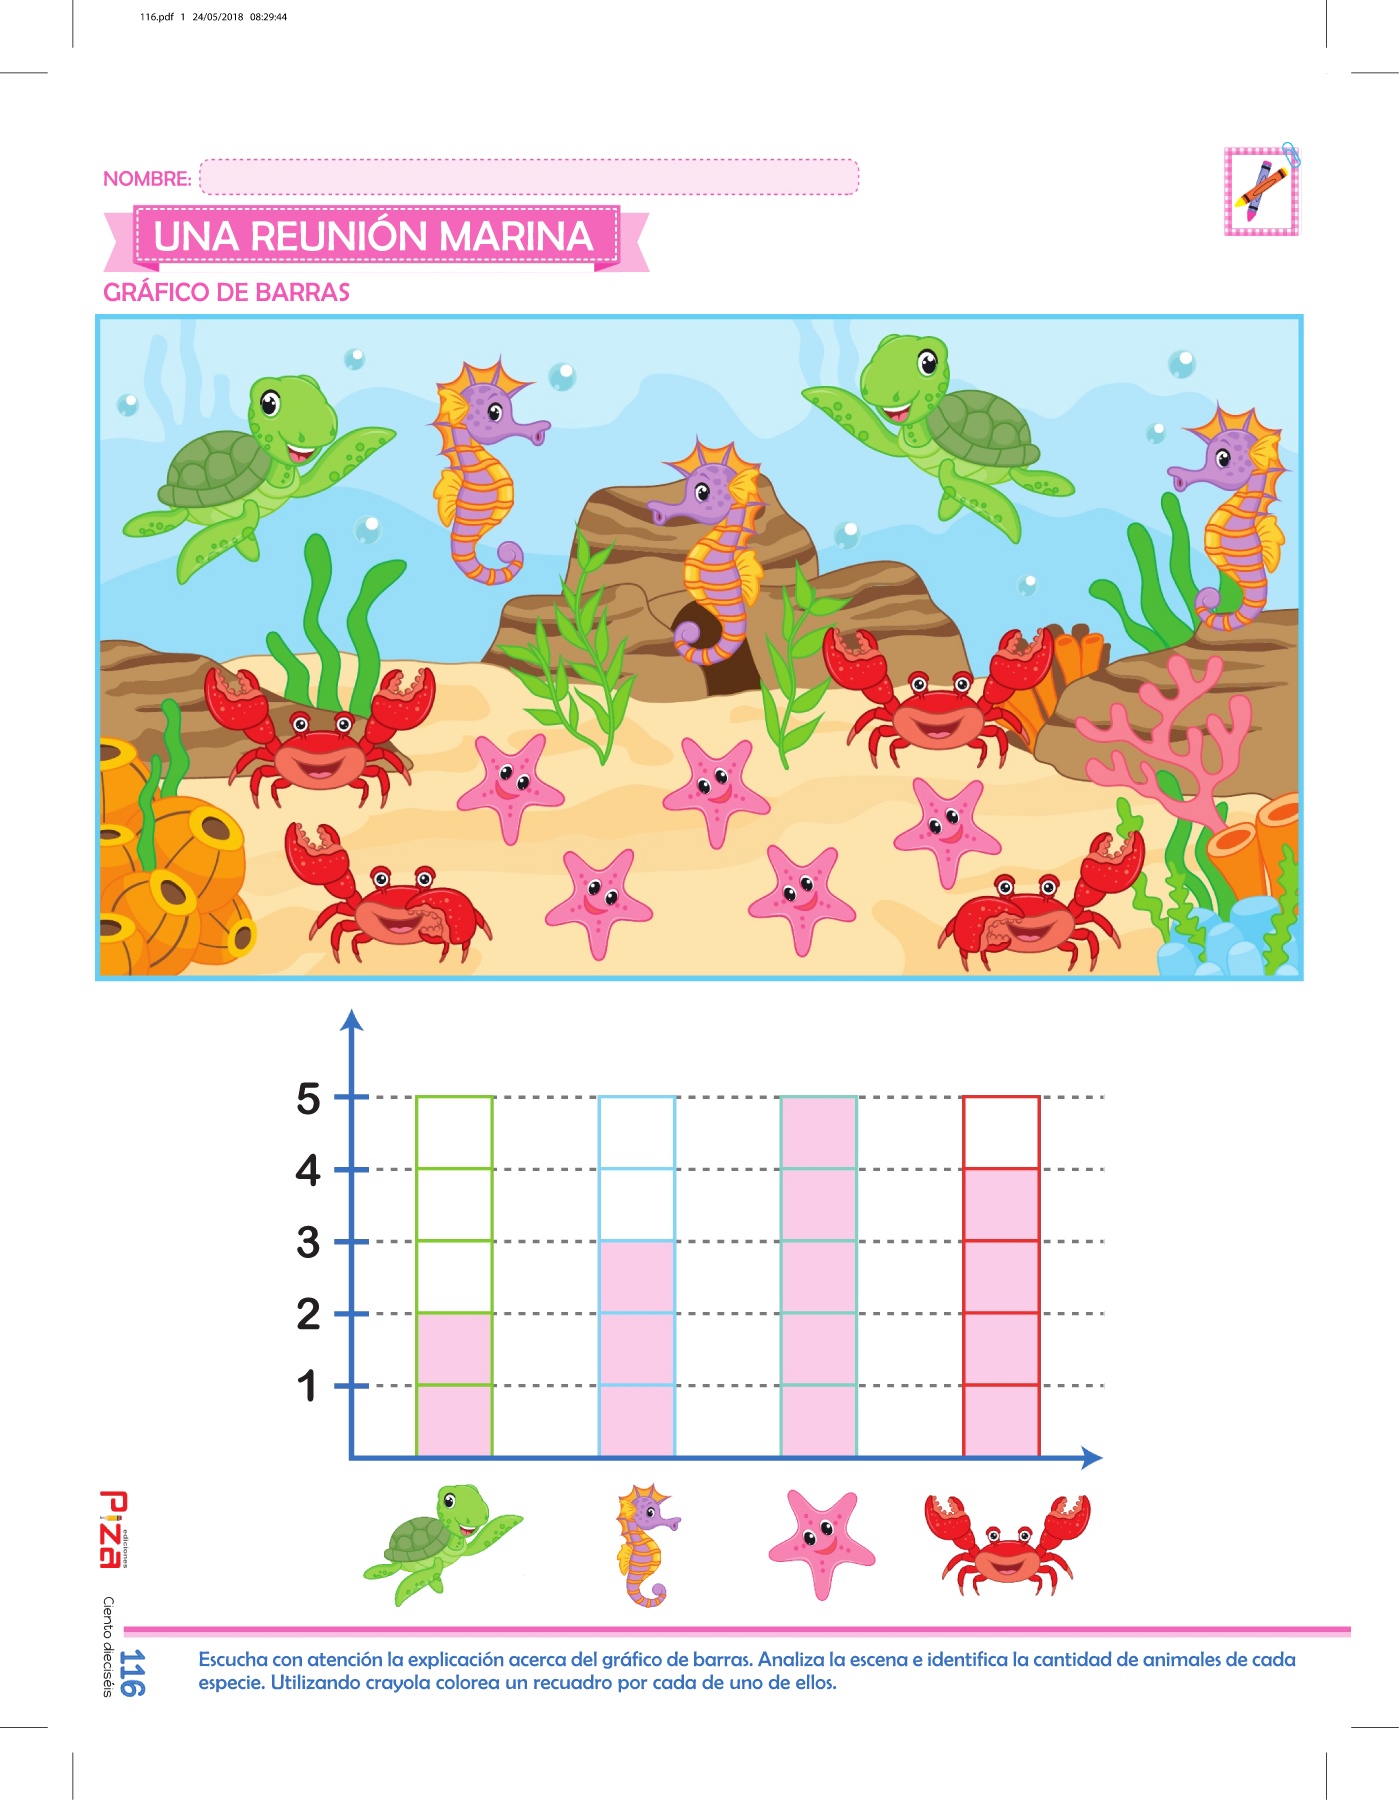 116.pdf 1 24/05/2018 08:29:44
NOMBRE:
UNA REUNIÓN MARINA
GRÁFICO DE BARRAS
5
4
3
2
1
Piza
ediciones
Ciento dieciséis
116
Escucha con atención la explicación acerca del gráfico de barras. Analiza la escena e identifica la cantidad de animales de cada
especie. Utilizando crayola colorea un recuadro por cada de uno de ellos.